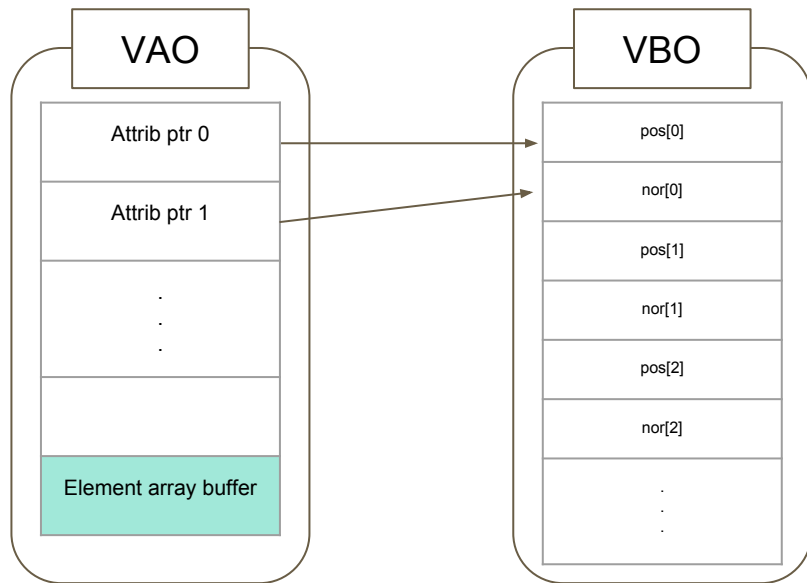 VAO
Attrib ptr 0
Attrib ptr 1
.
.
.
Element array buffer
VBO
pos[0]
nor[0]
pos[1]
nor[1]
pos[2]
nor[2]
.
.
.